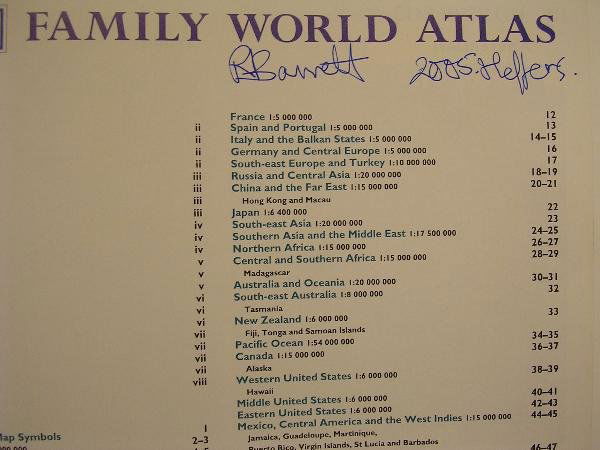 FAMILY WORLD ATLAS
RBarrett 2005. Heffers.
ii
ii
ii
ii
iii
iii
iii
iii
iv
iv
iv
v
v
v
vi
vi
vi
vii
vii
vii
vii
viii
1
Map Symbols 2–3
France 1:5 000 000 12
Spain and Portugal 1:5 000 000 13
Italy and the Balkan States 1:5 000 000 14–15
Germany and Central Europe 1:5 000 000 16
South-east Europe and Turkey 1:10 000 000 17
Russia and Central Asia 1:20 000 000 18–19
China and the Far East 1:15 000 000 20–21
Hong Kong and Macau
Japan 1:6 400 000 22
South-east Asia 1:20 000 000 23
Southern Asia and the Middle East 1:17 500 000 24–25
Northern Africa 1:15 000 000 26–27
Central and Southern Africa 1:15 000 000 28–29
Madagascar
Australia and Oceania 1:20 000 000 30–31
South-east Australia 1:8 000 000 32
Tasmania
New Zealand 1:6 000 000 33
Fiji, Tonga and Samoan Islands
Pacific Ocean 1:54 000 000 34–35
Canada 1:15 000 000 36–37
Alaska
Western United States 1:6 000 000 38–39
Hawaii
Middle United States 1:6 000 000 40–41
Eastern United States 1:6 000 000 42–43
Mexico, Central America and the West Indies 1:15 000 000 44–45
Jamaica, Guadeloupe, Martinique,
Puerto Rico, Virgin Is, St Lucia and Barbados
46–47